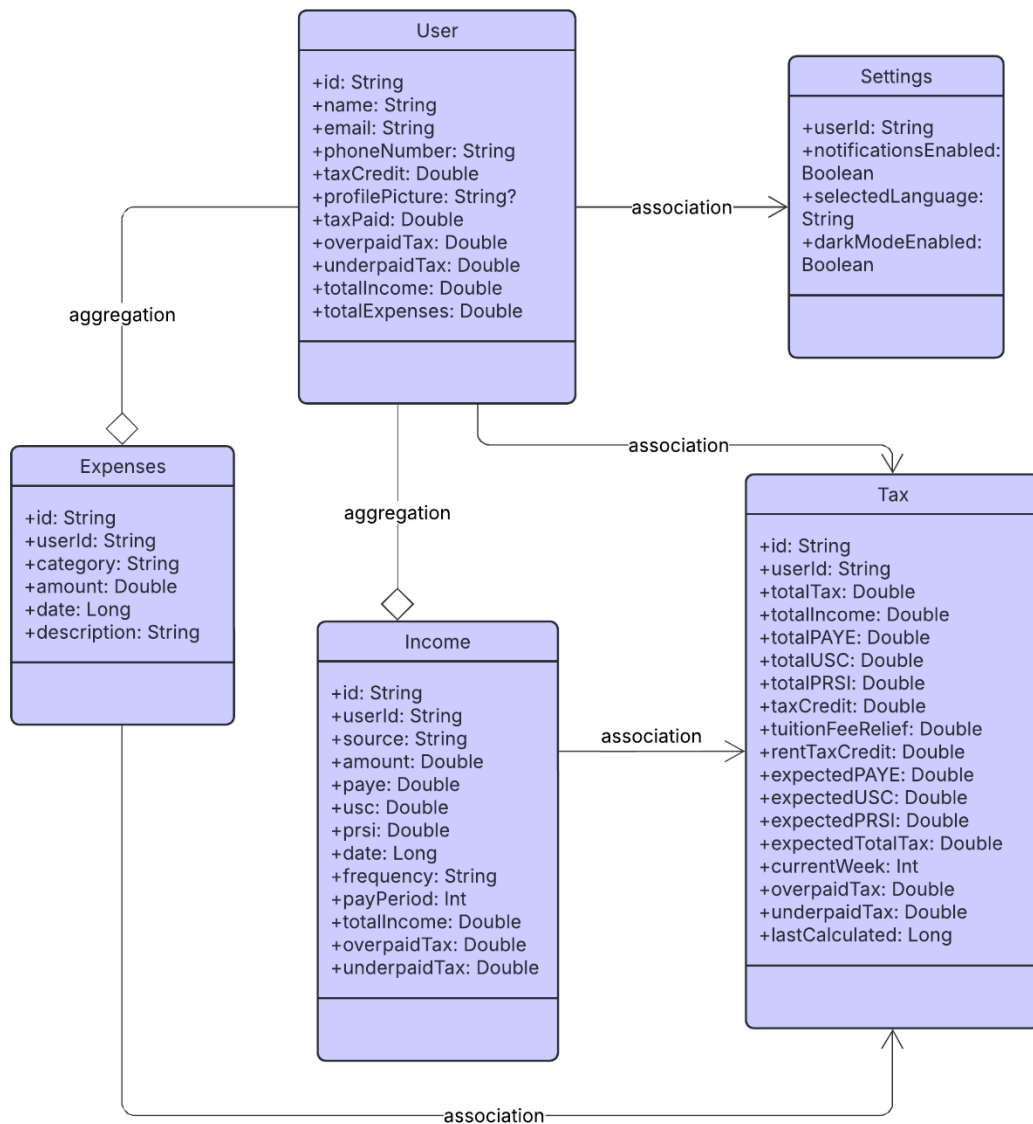 User
+id: String
+name: String
+email: String
+phoneNumber: String
+taxCredit: Double
+profilePicture: String?
+taxPaid: Double
+overpaidTax: Double
+underpaidTax: Double
+totalIncome: Double
+totalExpenses: Double
Settings
+userId: String
+notificationsEnabled:
Boolean
+selectedLanguage:
String
+darkModeEnabled:
Boolean
association
aggregation
association
aggregation
Expenses
+id: String
+userId: String
+category: String
+amount: Double
+date: Long
+description: String
Income
+id: String
+userId: String
+source: String
+amount: Double
+paye: Double
+usc: Double
+prsi: Double
+date: Long
+frequency: String
+payPeriod: Int
+totalIncome: Double
+overpaidTax: Double
+underpaidTax: Double
association
Tax
+id: String
+userId: String
+totalTax: Double
+totalIncome: Double
+totalPAYE: Double
+totalUSC: Double
+totalPRSI: Double
+taxCredit: Double
+tuitionFeeRelief: Double
+rentTaxCredit: Double
+expectedPAYE: Double
+expectedUSC: Double
+expectedPRSI: Double
+expectedTotalTax: Double
+currentWeek: Int
+overpaidTax: Double
+underpaidTax: Double
+lastCalculated: Long
association